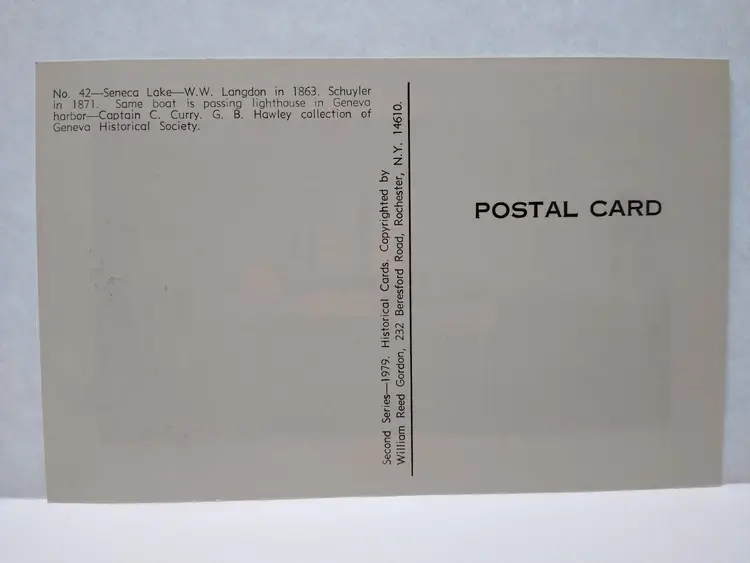 No. 42—Seneca Lake—W.W. Langdon in 1863. Schuyler
in 1871. Same boat is passing lighthouse in Geneva
harbor—Captain C. Curry. G. B. Hawley collection of
Geneva Historical Society.
Second Series—1979. Historical Cards. Copyrighted by
William Reed Gordon, 232 Beresford Road, Rochester, N.Y. 14610.
POSTAL CARD